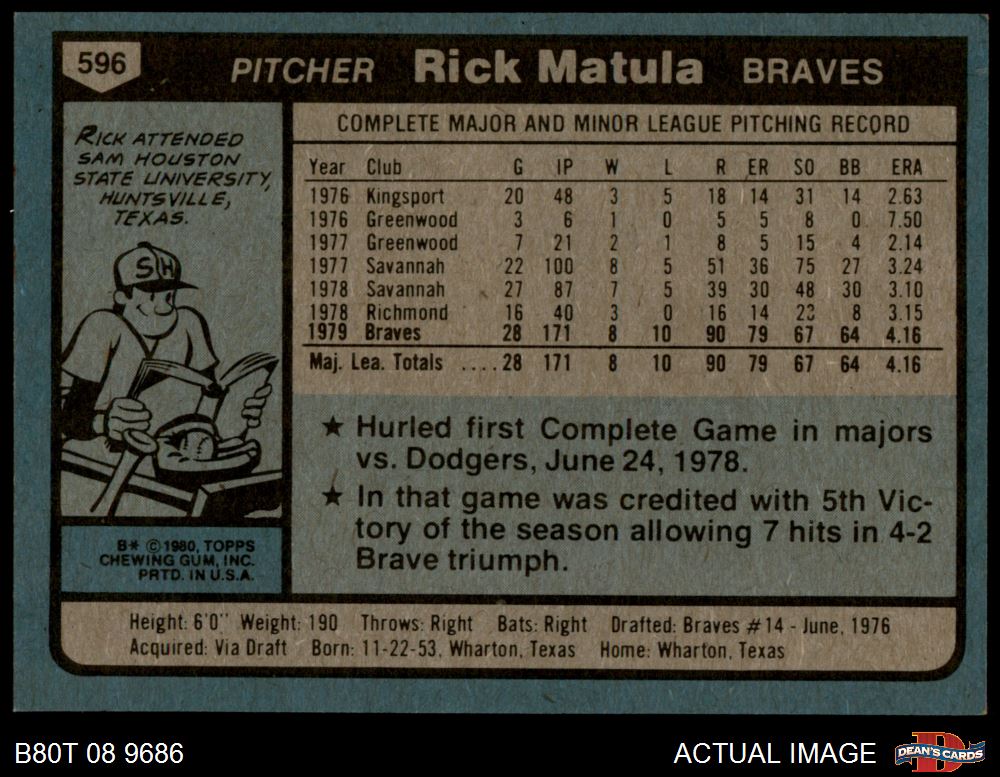 596 PITCHER Rick Matula BRAVES
RICK ATTENDED
SAM HOUSTON
STATE UNIVERSITY,
HUNTSVILLE,
TEXAS.
SH
B* © 1980, TOPPS
CHEWING GUM, INC.
PRTD. IN U.S.A.
COMPLETE MAJOR AND MINOR LEAGUE PITCHING RECORD
Year Club G IP W L R ER SO BB ERA
1976 Kingsport 20 48 3 5 18 14 31 14 2.63
1976 Greenwood 3 6 1 0 5 5 8 0 7.50
1977 Greenwood 7 21 2 1 8 5 15 4 2.14
1977 Savannah 22 100 8 5 51 36 75 27 3.24
1978 Savannah 27 87 7 5 39 30 48 30 3.10
1978 Richmond 16 40 3 0 16 14 23 8 3.15
1979 Braves 28 171 8 10 90 79 67 64 4.16
Maj. Lea. Totals ....28 171 8 10 90 79 67 64 4.16
★ Hurled first Complete Game in majors
vs. Dodgers, June 24, 1978.
★ In that game was credited with 5th Vic-
tory of the season allowing 7 hits in 4-2
Brave triumph.
Height: 6'0" Weight: 190 Throws: Right Bats: Right Drafted: Braves #14 - June, 1976
Acquired: Via Draft Born: 11-22-53, Wharton, Texas Home: Wharton, Texas
B80T 08 9686 ACTUAL IMAGE
D
DEAN'S CARDS